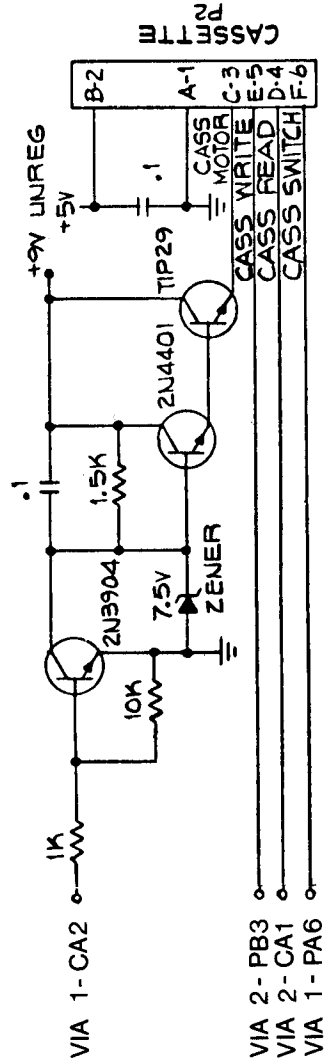 VIA 1-CA2
1K
10K
2N3904
.1
1.5K
7.5V
ZENER
2N4401
TIP29
+9V UNREG
+5V
.1
CASS
MOTOR
CASS WRITE
CASS READ
CASS SWITCH
B-2
A-1
C-3
E-5
D-4
F-6
CASSETTE
P2
VIA 2-PB3
VIA 2-CA1
VIA 1-PA6